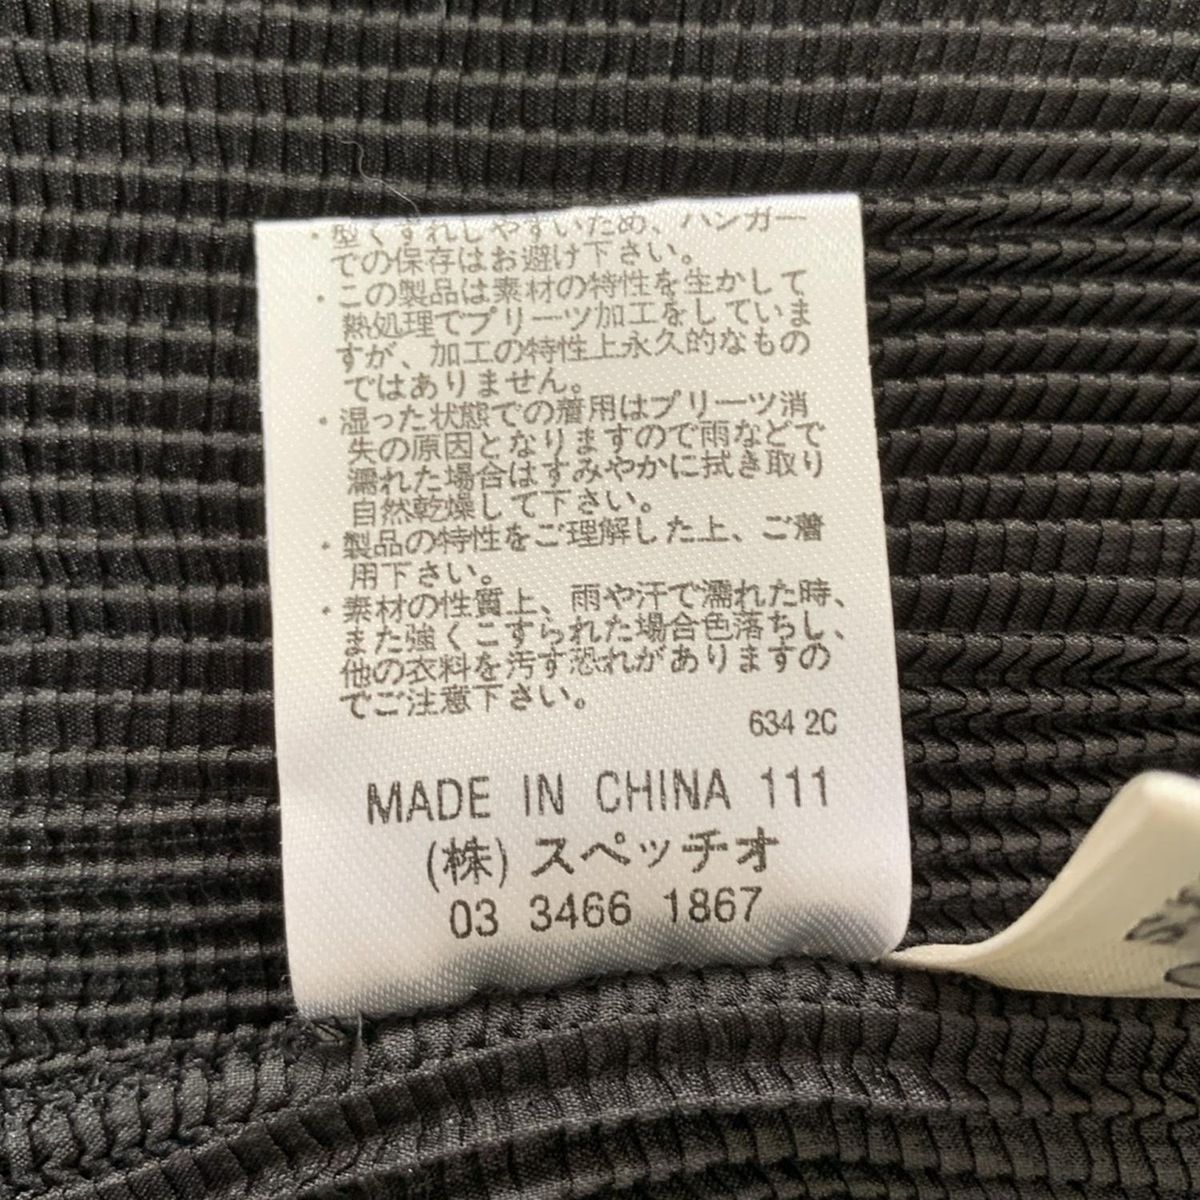 ・型くずれしやすいため、ハンガー
での保存はお避け下さい。
・この製品は素材の特性を生かして
熱処理でプリーツ加工をしていま
すが、加工の特性上永久的なもの
ではありません。
・湿った状態での着用はプリーツ消
失の原因となりますので雨などで
濡れた場合はすみやかに拭き取り
自然乾燥して下さい。
・製品の特性をご理解した上、ご着
用下さい。
・素材の性質上、雨や汗で濡れた時、
また強くこすられた場合色落ちし、
他の衣料を汚す恐れがありますの
でご注意下さい。
634 2C
MADE IN CHINA 111
(株) スペッチオ
03 3466 1867